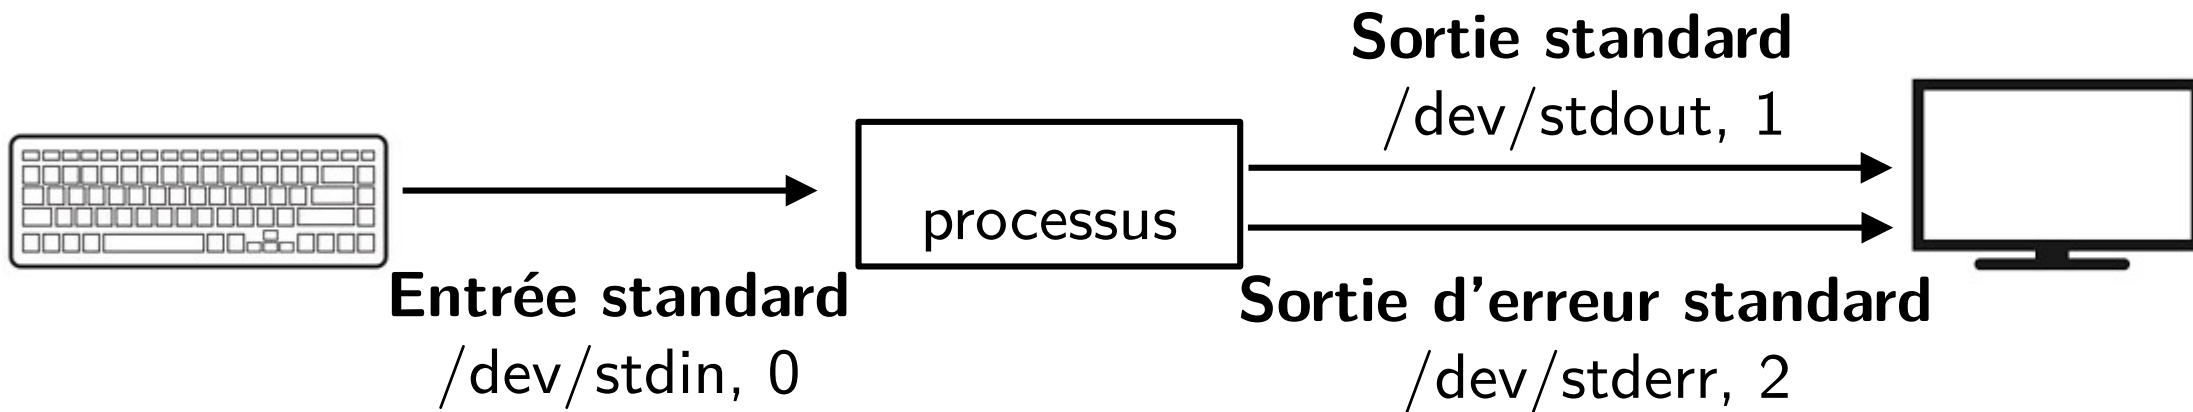 Sortie standard
/dev/stdout, 1
processus
Entrée standard
/dev/stdin, 0
Sortie d'erreur standard
/dev/stderr, 2